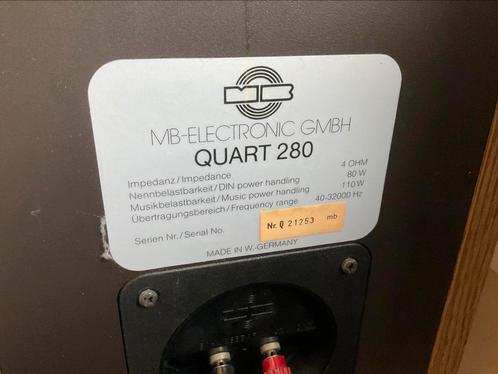 MB
MB-ELECTRONIC GMBH
QUART 280
Impedanz/Impedance 4 OHM
Nennbelastbarkeit/DIN power handling 80 W
Musikbelastbarkeit/Music power handling 110 W
Übertragungsbereich/Frequency range 40-32000 Hz
Serien Nr./Serial No. Nr. Q 21253 mb
MADE IN W.-GERMANY